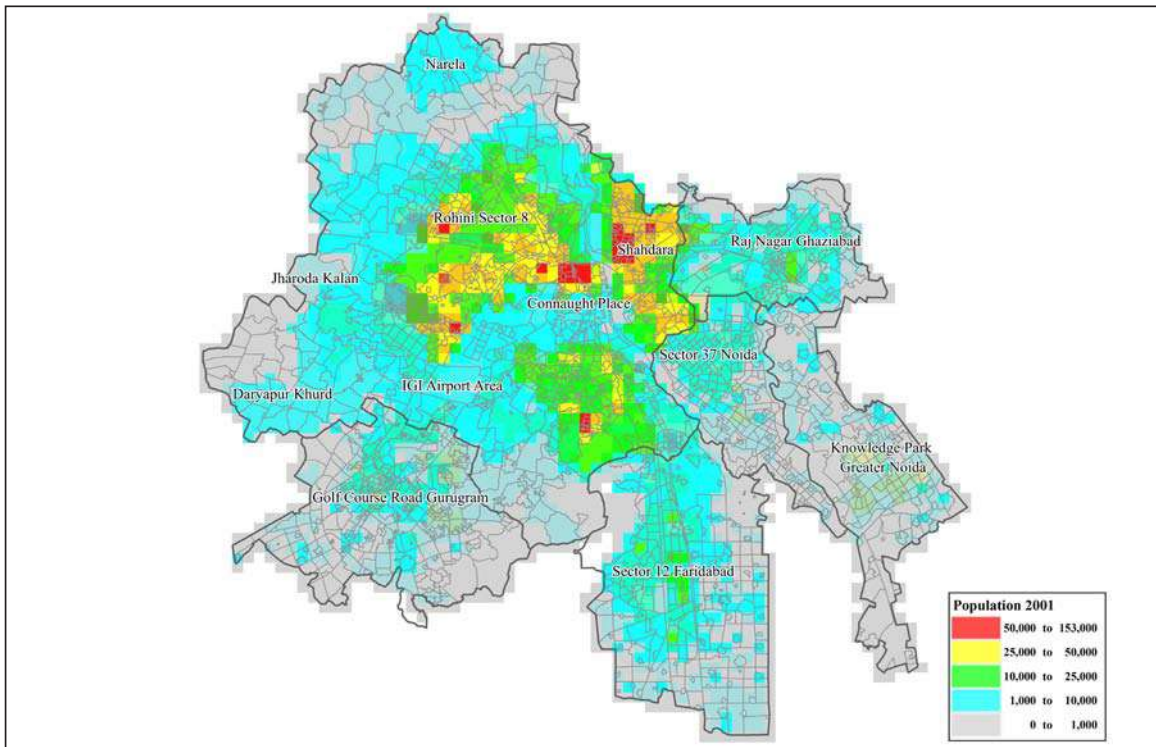 Narela
Rohini Sector 8
Shahdara
Raj Nagar Ghaziabad
Jharoda Kalan
Connaught Place
Sector 37 Noida
Daryapur Khurd
IGI Airport Area
Knowledge Park
Greater Noida
Golf Course Road Gurugram
Sector 12 Faridabad
Population 2001
50,000 to 153,000
25,000 to 50,000
10,000 to 25,000
1,000 to 10,000
0 to 1,000